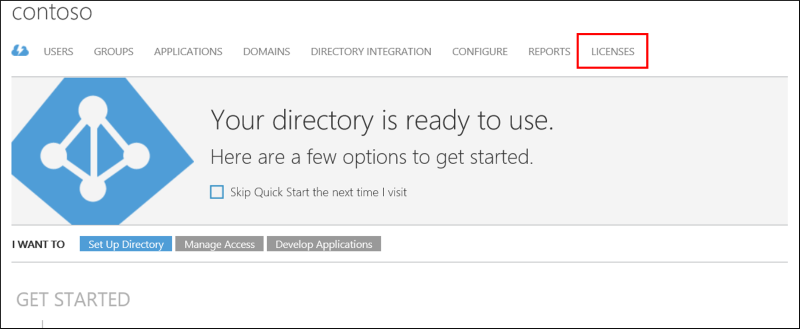 contoso
USERS GROUPS APPLICATIONS DOMAINS DIRECTORY INTEGRATION CONFIGURE REPORTS LICENSES
Your directory is ready to use.
Here are a few options to get started.
Skip Quick Start the next time I visit
I WANT TO Set Up Directory Manage Access Develop Applications
GET STARTED